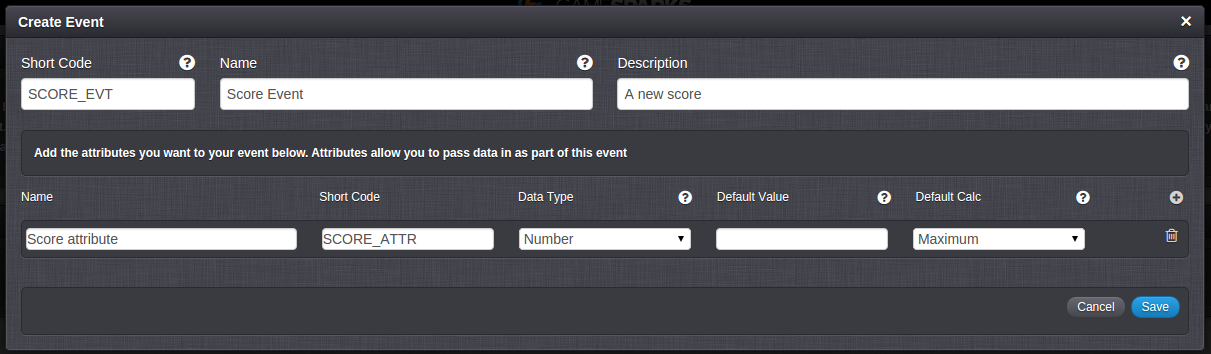 Create Event
Short Code Name Description
SCORE_EVT Score Event A new score
Add the attributes you want to your event below. Attributes allow you to pass data in as part of this event
Name Short Code Data Type Default Value Default Calc
Score attribute SCORE_ATTR Number Maximum
Cancel Save